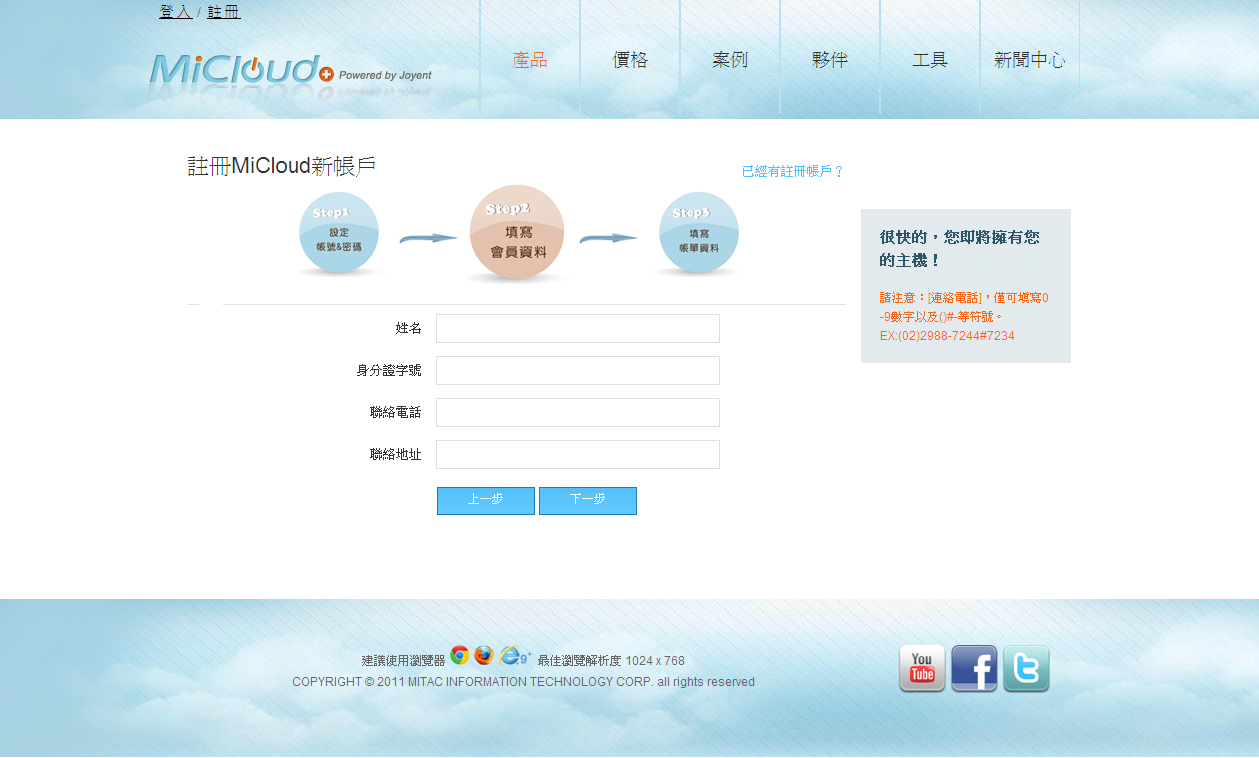 登入 / 註冊
MiCloud Powered by Joyent
產品 價格 案例 夥伴 工具 新聞中心
註冊MiCloud新帳戶
已經有註冊帳戶？
Step1
設定
帳號&密碼
Step2
填寫
會員資料
Step3
填寫
帳單資料
很快的，您即將擁有您
的主機！
請注意：[連絡電話]，僅可填寫0
-9數字以及()#-等符號。
EX:(02)2988-7244#7234
姓名
身分證字號
聯絡電話
聯絡地址
上一步 下一步
建議使用瀏覽器 9+ 最佳瀏覽解析度 1024 x 768
COPYRIGHT © 2011 MITAC INFORMATION TECHNOLOGY CORP. all rights reserved
You
Tube